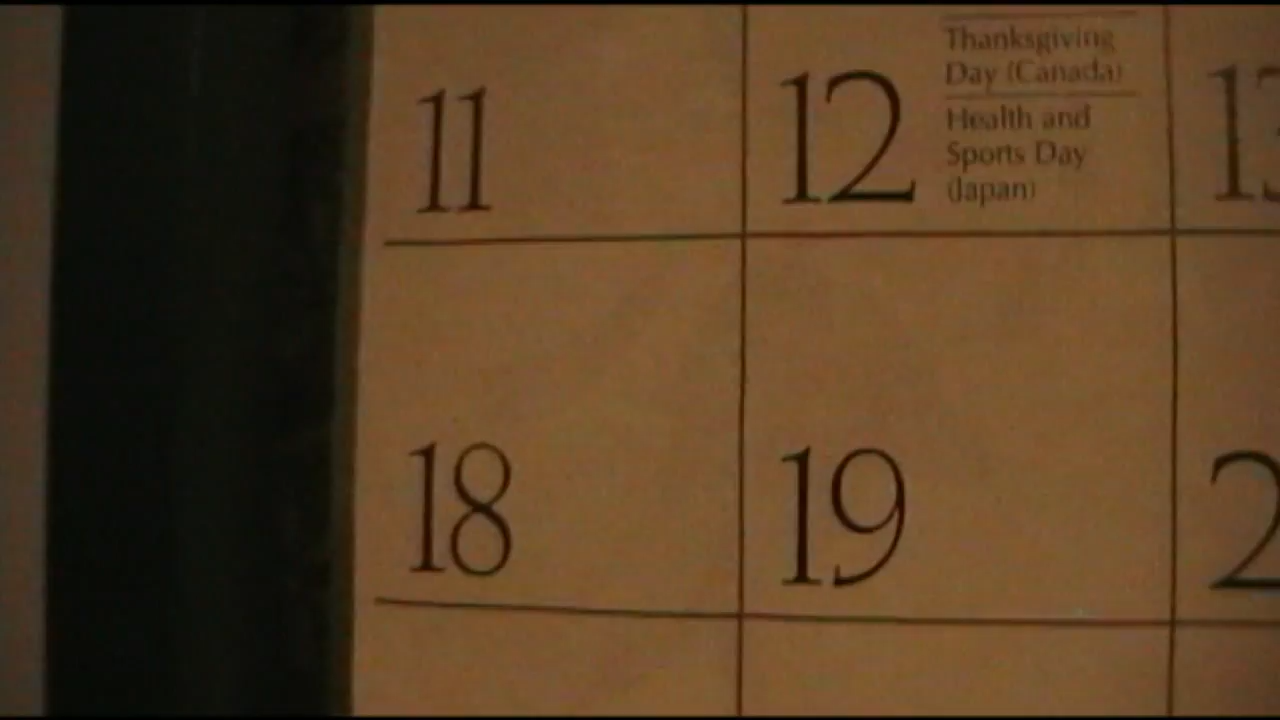 11
12
Thanksgiving
Day (Canada)
Health and
Sports Day
(Japan)
18
19